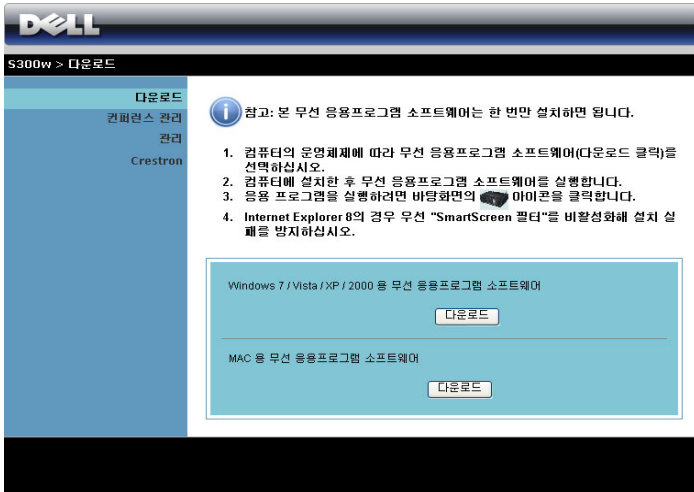 DELL
S300w > 다운로드
다운로드
컨퍼런스 관리
관리
Crestron
참고: 본 무선 응용프로그램 소프트웨어는 한 번만 설치하면 됩니다.
1. 컴퓨터의 운영체제에 따라 무선 응용프로그램 소프트웨어(다운로드 클릭)를
선택하십시오.
2. 컴퓨터에 설치한 후 무선 응용프로그램 소프트웨어를 실행합니다.
3. 응용 프로그램을 실행하려면 바탕화면의 아이콘을 클릭합니다.
4. Internet Explorer 8의 경우 우선 "SmartScreen 필터"를 비활성화해 설치 실
패를 방지하십시오.
Windows 7 / Vista / XP / 2000 용 무선 응용프로그램 소프트웨어
다운로드
MAC 용 무선 응용프로그램 소프트웨어
다운로드